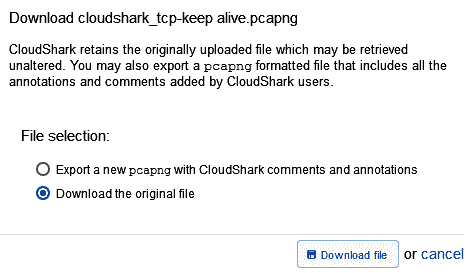 Download cloudshark_tcp-keep alive.pcapng
CloudShark retains the originally uploaded file which may be retrieved
unaltered. You may also export a pcapng formatted file that includes all the
annotations and comments added by CloudShark users.
File selection:
Export a new pcapng with CloudShark comments and annotations
Download the original file
Download file or cancel